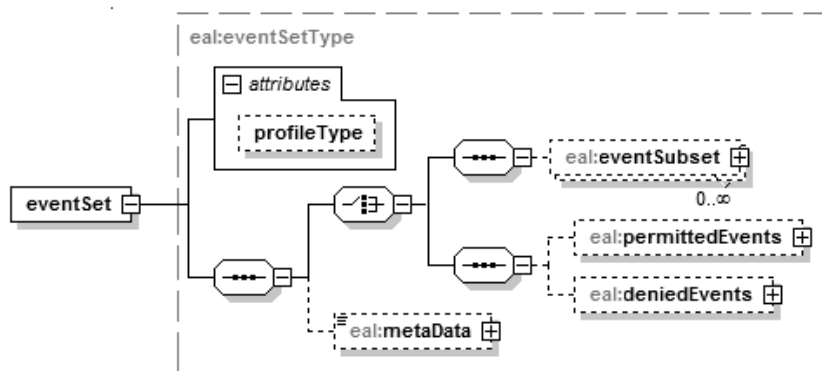 eal:eventSetType
attributes
profileType
eal:eventSubset
0..∞
eventSet
eal:permittedEvents
eal:deniedEvents
eal:metaData